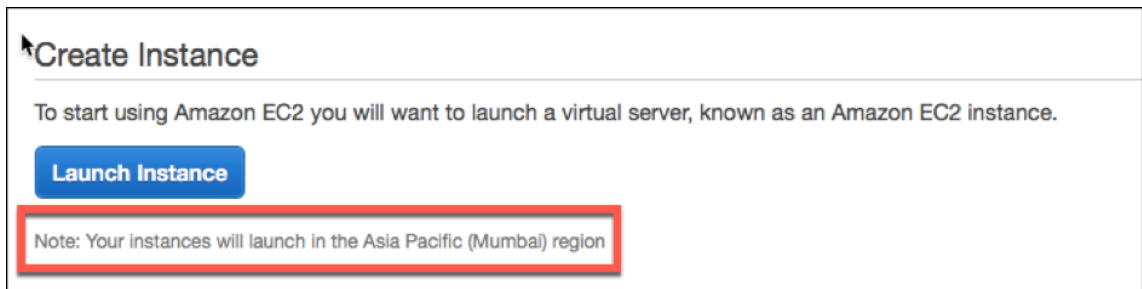 Create Instance
To start using Amazon EC2 you will want to launch a virtual server, known as an Amazon EC2 instance.
Launch Instance
Note: Your instances will launch in the Asia Pacific (Mumbai) region